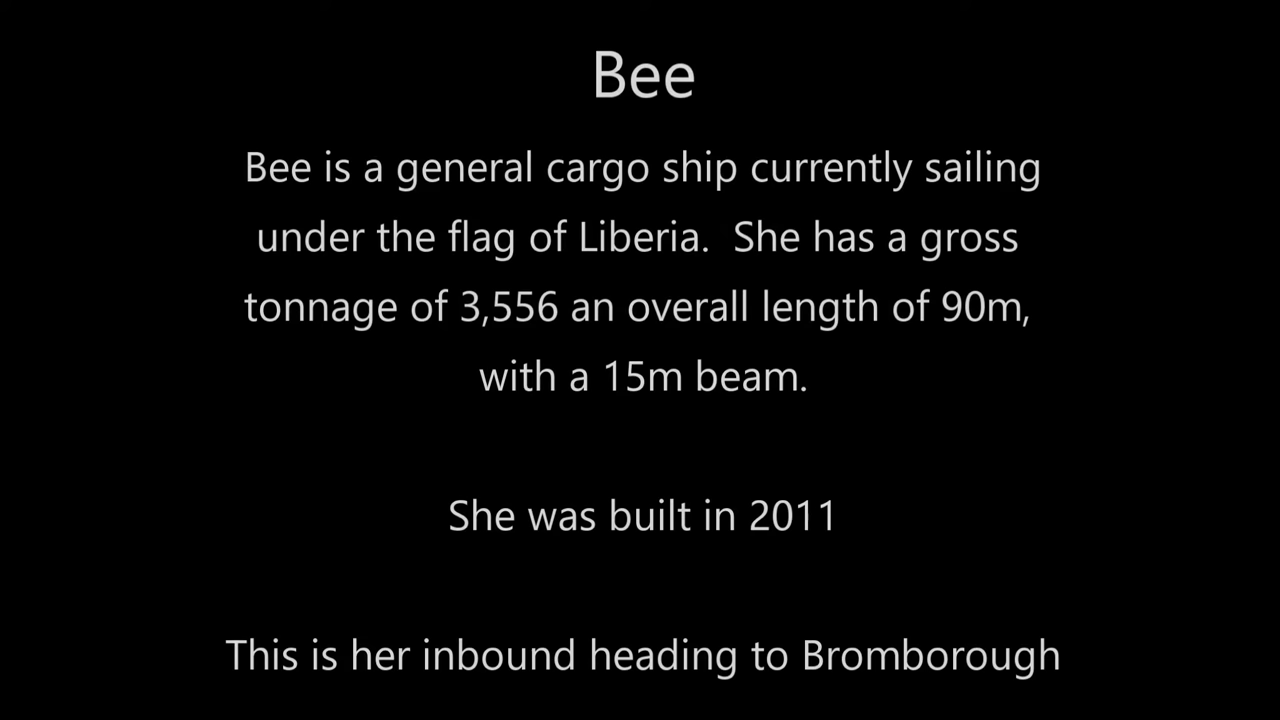 Bee
Bee is a general cargo ship currently sailing
under the flag of Liberia.  She has a gross
tonnage of 3,556 an overall length of 90m,
with a 15m beam.
She was built in 2011
This is her inbound heading to Bromborough